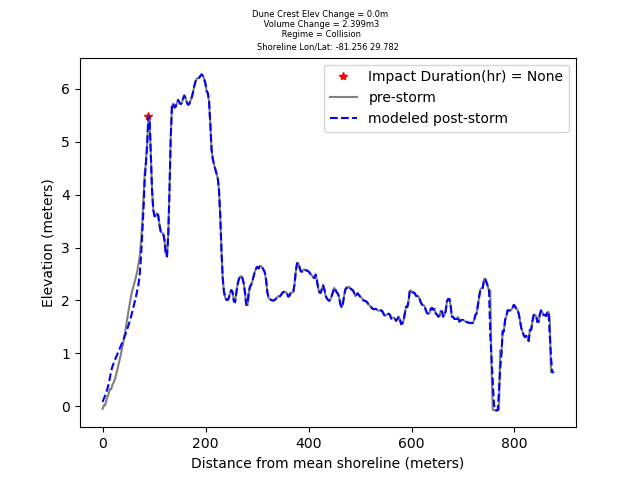 Dune Crest Elev Change = 0.0m
Volume Change = 2.399m3
Regime = Collision
Shoreline Lon/Lat: -81.256 29.782
Impact Duration(hr) = None
pre-storm
modeled post-storm
Elevation (meters)
6
5
4
3
2
1
0
0 200 400 600 800
Distance from mean shoreline (meters)